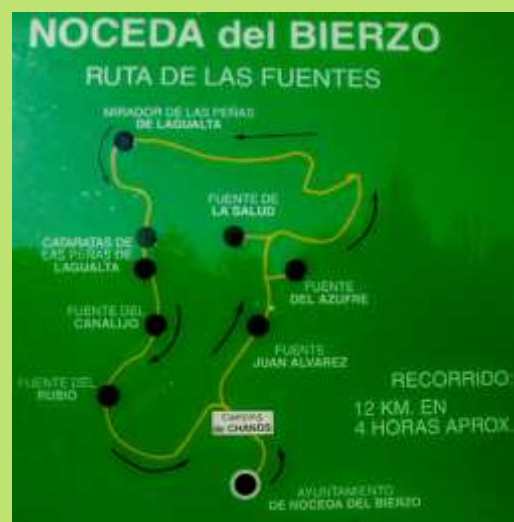 NOCEDA del BIERZO
RUTA DE LAS FUENTES
MIRADOR DE LAS PEÑAS
DE LAGUALTA
FUENTE DE
LA SALUD
CATARATAS DE
LAS PEÑAS DE
LAGUALTA
FUENTE
DEL AZUFRE
FUENTE DEL
CANALIJO
FUENTE
JUAN ALVAREZ
FUENTE DEL
RUBIO
RECORRIDO:
12 KM. EN
4 HORAS APROX.
CAMPING
de CHANOS
AYUNTAMIENTO
DE NOCEDA DEL BIERZO